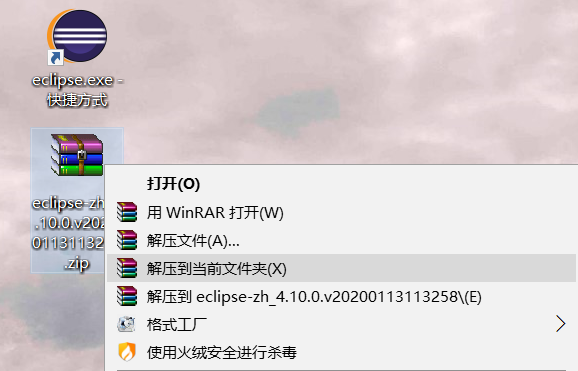 eclipse.exe -
快捷方式
eclipse-zh
.10.0.v202
01131132
.zip
打开(O)
用 WinRAR 打开(W)
解压文件(A)...
解压到当前文件夹(X)
解压到 eclipse-zh_4.10.0.v20200113113258\(E)
格式工厂
使用火绒安全进行杀毒